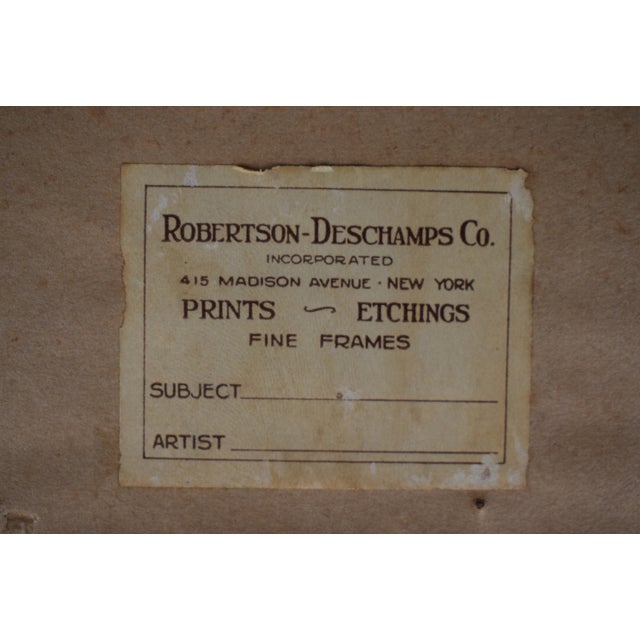 ROBERTSON-DESCHAMPS CO.
INCORPORATED
415 MADISON AVENUE · NEW YORK
PRINTS ~ ETCHINGS
FINE FRAMES
SUBJECT
ARTIST